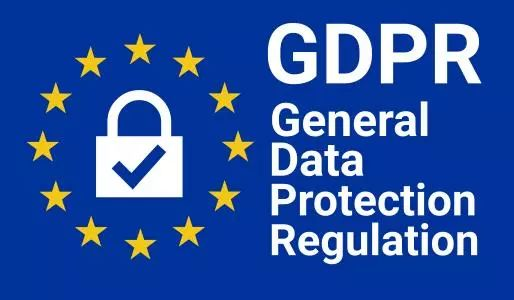 GDPR
General
Data
Protection
Regulation